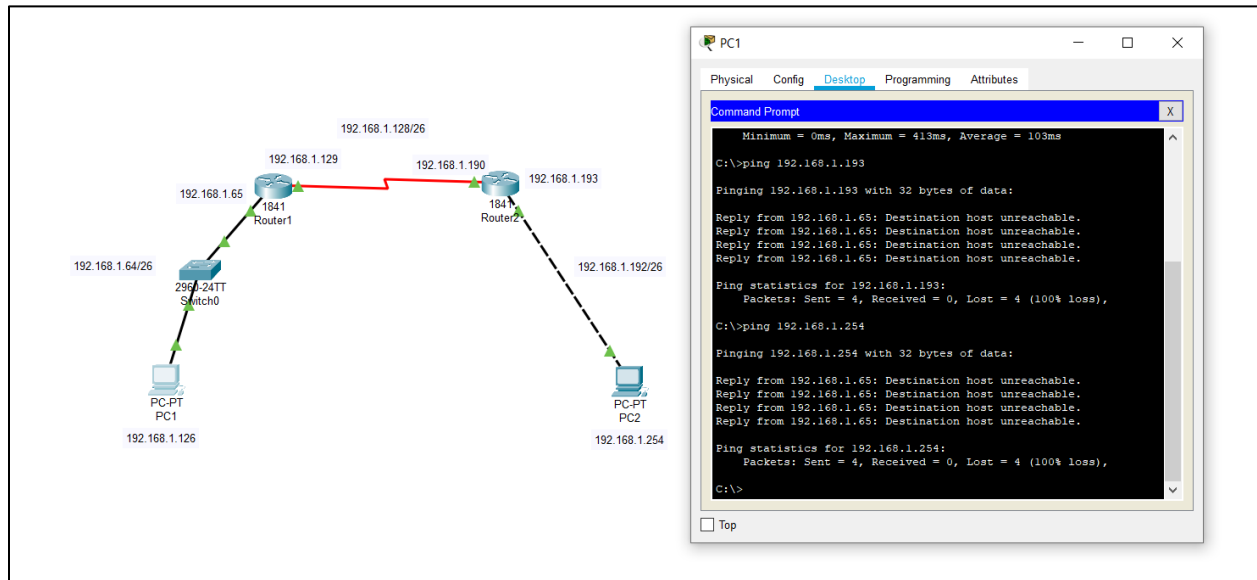 192.168.1.128/26
192.168.1.129
192.168.1.190
192.168.1.193
192.168.1.65
1841
Router1
1841
Router2
192.168.1.64/26
2960-24TT
Switch0
192.168.1.192/26
PC-PT
PC1
192.168.1.126
PC-PT
PC2
192.168.1.254
PC1
Physical Config Desktop Programming Attributes
Command Prompt X
Minimum = 0ms, Maximum = 413ms, Average = 103ms
C:\>ping 192.168.1.193
Pinging 192.168.1.193 with 32 bytes of data:
Reply from 192.168.1.65: Destination host unreachable.
Reply from 192.168.1.65: Destination host unreachable.
Reply from 192.168.1.65: Destination host unreachable.
Reply from 192.168.1.65: Destination host unreachable.
Ping statistics for 192.168.1.193:
Packets: Sent = 4, Received = 0, Lost = 4 (100% loss),
C:\>ping 192.168.1.254
Pinging 192.168.1.254 with 32 bytes of data:
Reply from 192.168.1.65: Destination host unreachable.
Reply from 192.168.1.65: Destination host unreachable.
Reply from 192.168.1.65: Destination host unreachable.
Reply from 192.168.1.65: Destination host unreachable.
Ping statistics for 192.168.1.254:
Packets: Sent = 4, Received = 0, Lost = 4 (100% loss),
C:\>
Top